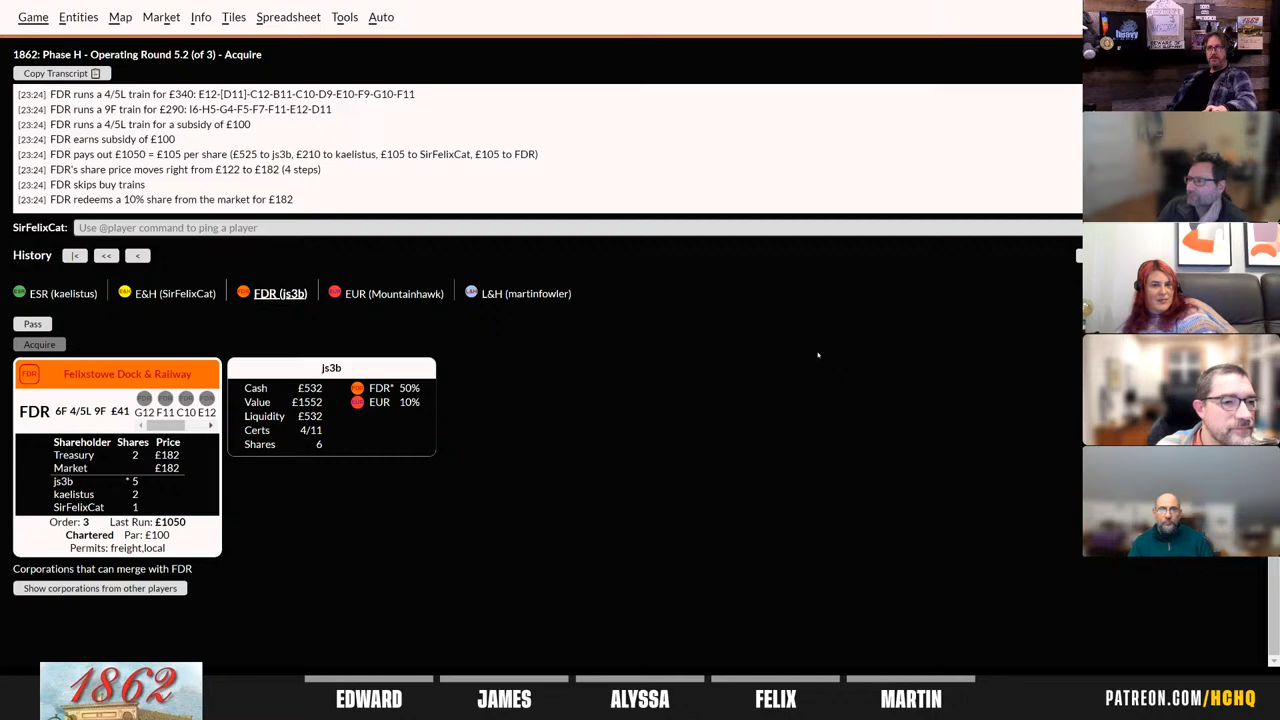 Game Entities Map Market Info Tiles Spreadsheet Tools Auto
1862: Phase H - Operating Round 5.2 (of 3) - Acquire
Copy Transcript
[23:24] FDR runs a 4/5L train for £340: E12-[D11]-C12-B11-C10-D9-E10-F9-G10-F11
[23:24] FDR runs a 9F train for £290: I6-H5-G4-F5-F7-F11-E12-D11
[23:24] FDR runs a 4/5L train for a subsidy of £100
[23:24] FDR earns subsidy of £100
[23:24] FDR pays out £1050 = £105 per share (£525 to js3b, £210 to kaelistus, £105 to SirFelixCat, £105 to FDR)
[23:24] FDR's share price moves right from £122 to £182 (4 steps)
[23:24] FDR skips buy trains
[23:24] FDR redeems a 10% share from the market for £182
SirFelixCat: Use @player command to ping a player
History |< << <
ESR (kaelistus) E&H (SirFelixCat) FDR (js3b) EUR (Mountainhawk) L&H (martinfowler)
Pass
Acquire
FDR Felixstowe Dock & Railway
FDR 6F 4/5L 9F £41 G12 F11 C10 E12
Shareholder Shares Price
Treasury 2 £182
Market £182
js3b * 5
kaelistus 2
SirFelixCat 1
Order: 3 Last Run: £1050
Chartered Par: £100
Permits: freight,local
js3b
Cash £532 FDR* 50%
Value £1552 EUR 10%
Liquidity £532
Certs 4/11
Shares 6
Corporations that can merge with FDR
Show corporations from other players
1862
EDWARD JAMES ALYSSA FELIX MARTIN
PATREON.COM/HCHQ